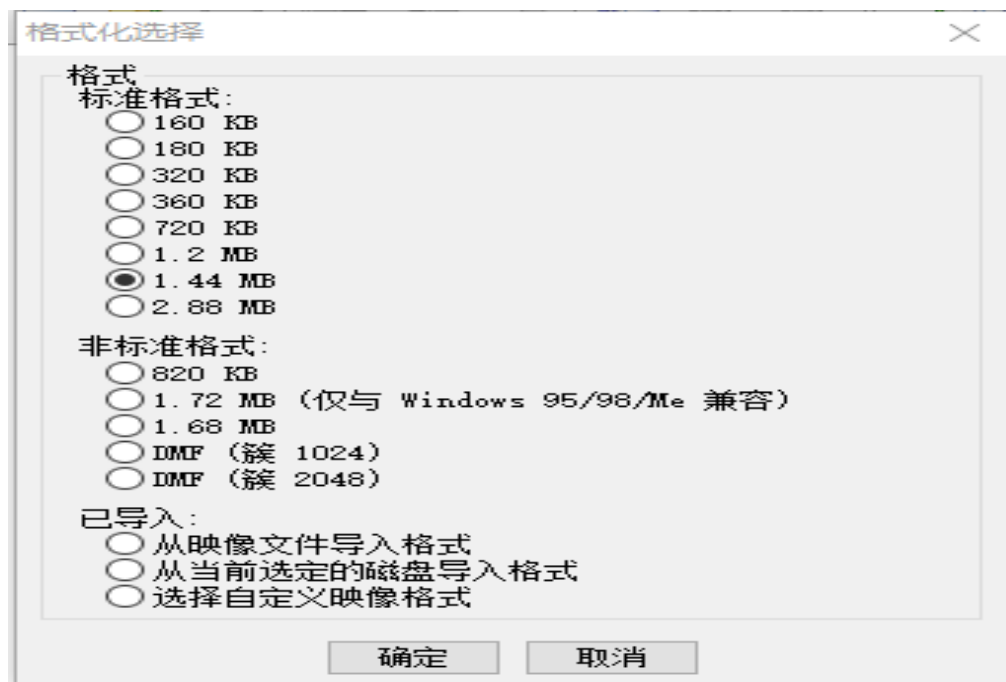 格式化选择
格式
标准格式:
160 KB
180 KB
320 KB
360 KB
720 KB
1.2 MB
1.44 MB
2.88 MB
非标准格式:
820 KB
1.72 MB (仅与 Windows 95/98/Me 兼容)
1.68 MB
DMF (簇 1024)
DMF (簇 2048)
已导入:
从映像文件导入格式
从当前选定的磁盘导入格式
选择自定义映像格式
确定 取消